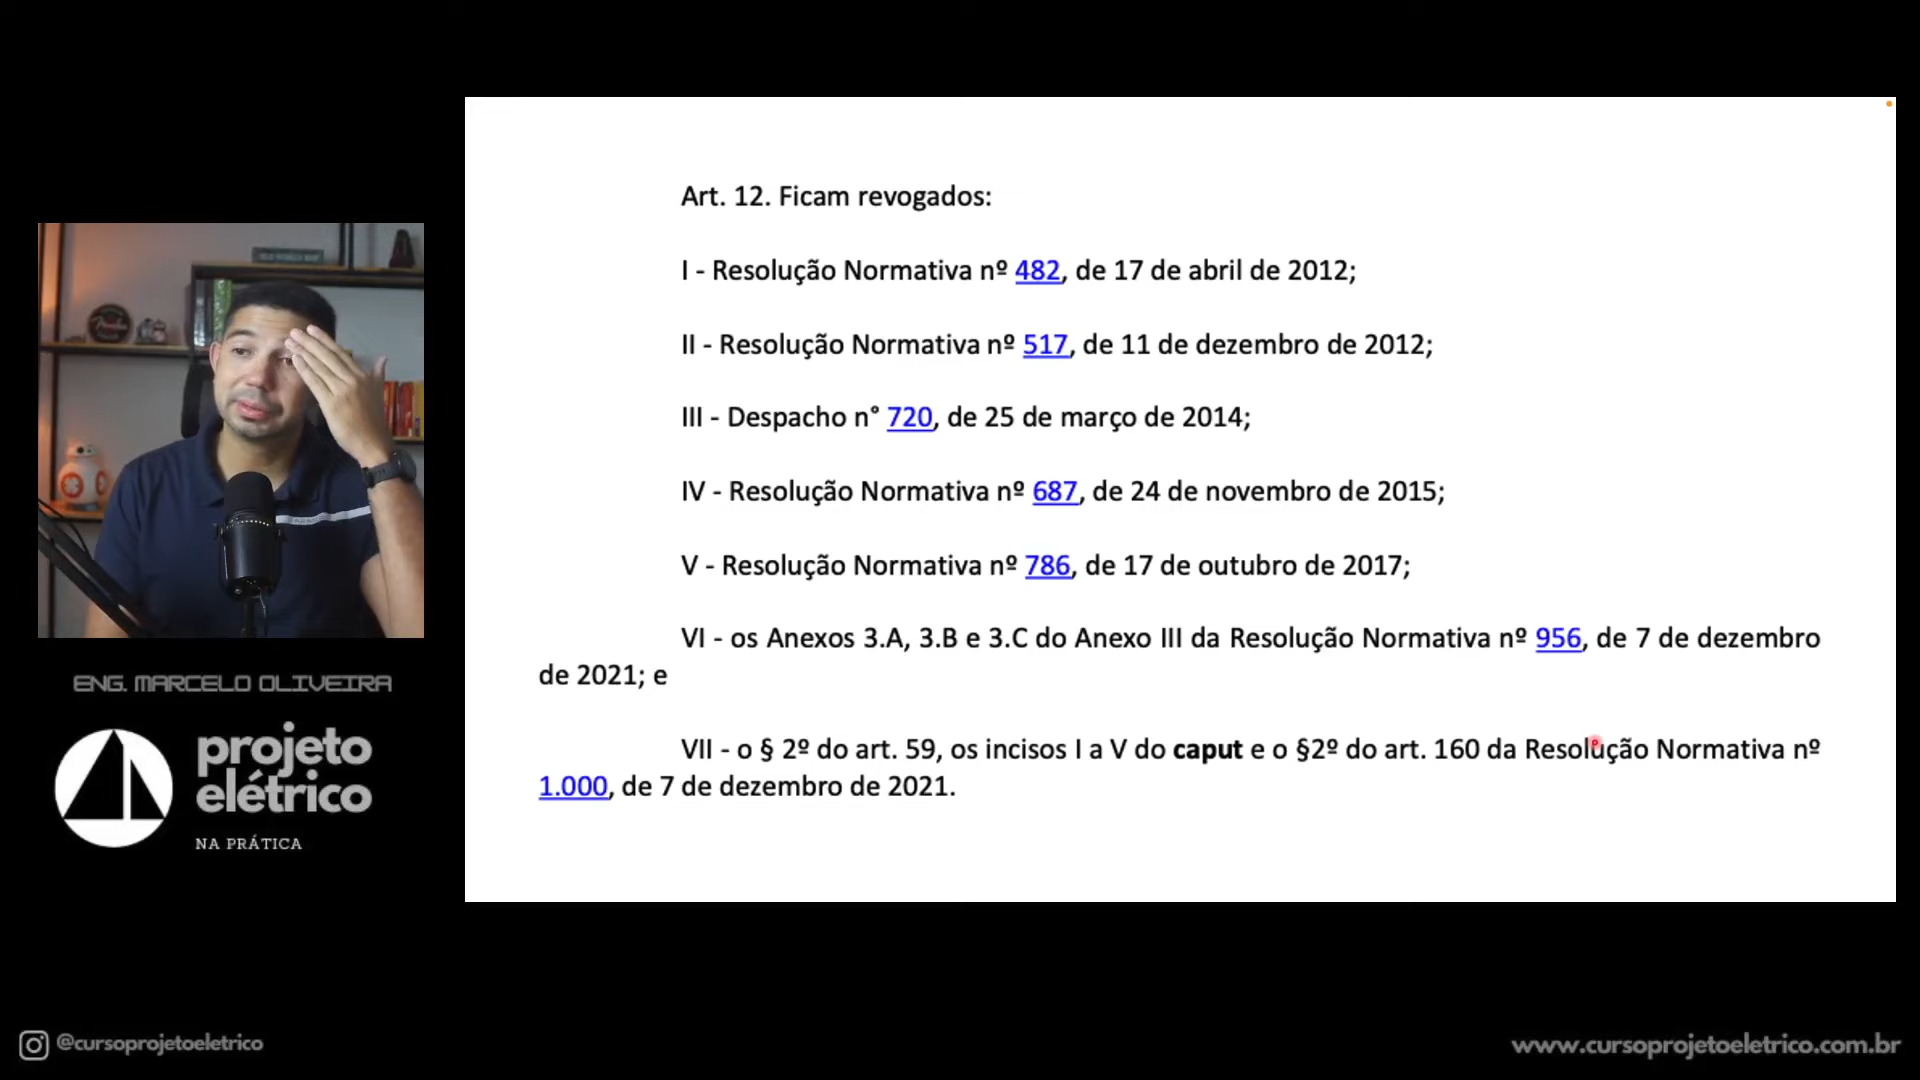 Art. 12. Ficam revogados:
I - Resolução Normativa nº 482, de 17 de abril de 2012;
II - Resolução Normativa nº 517, de 11 de dezembro de 2012;
III - Despacho n° 720, de 25 de março de 2014;
IV - Resolução Normativa nº 687, de 24 de novembro de 2015;
V - Resolução Normativa nº 786, de 17 de outubro de 2017;
VI - os Anexos 3.A, 3.B e 3.C do Anexo III da Resolução Normativa nº 956, de 7 de dezembro
de 2021; e
VII - o § 2º do art. 59, os incisos I a V do caput e o §2º do art. 160 da Resolução Normativa nº
1.000, de 7 de dezembro de 2021.
ENG. MARCELO OLIVEIRA
projeto
elétrico
NA PRÁTICA
@cursoprojetoeletrico
www.cursoprojetoeletrico.com.br